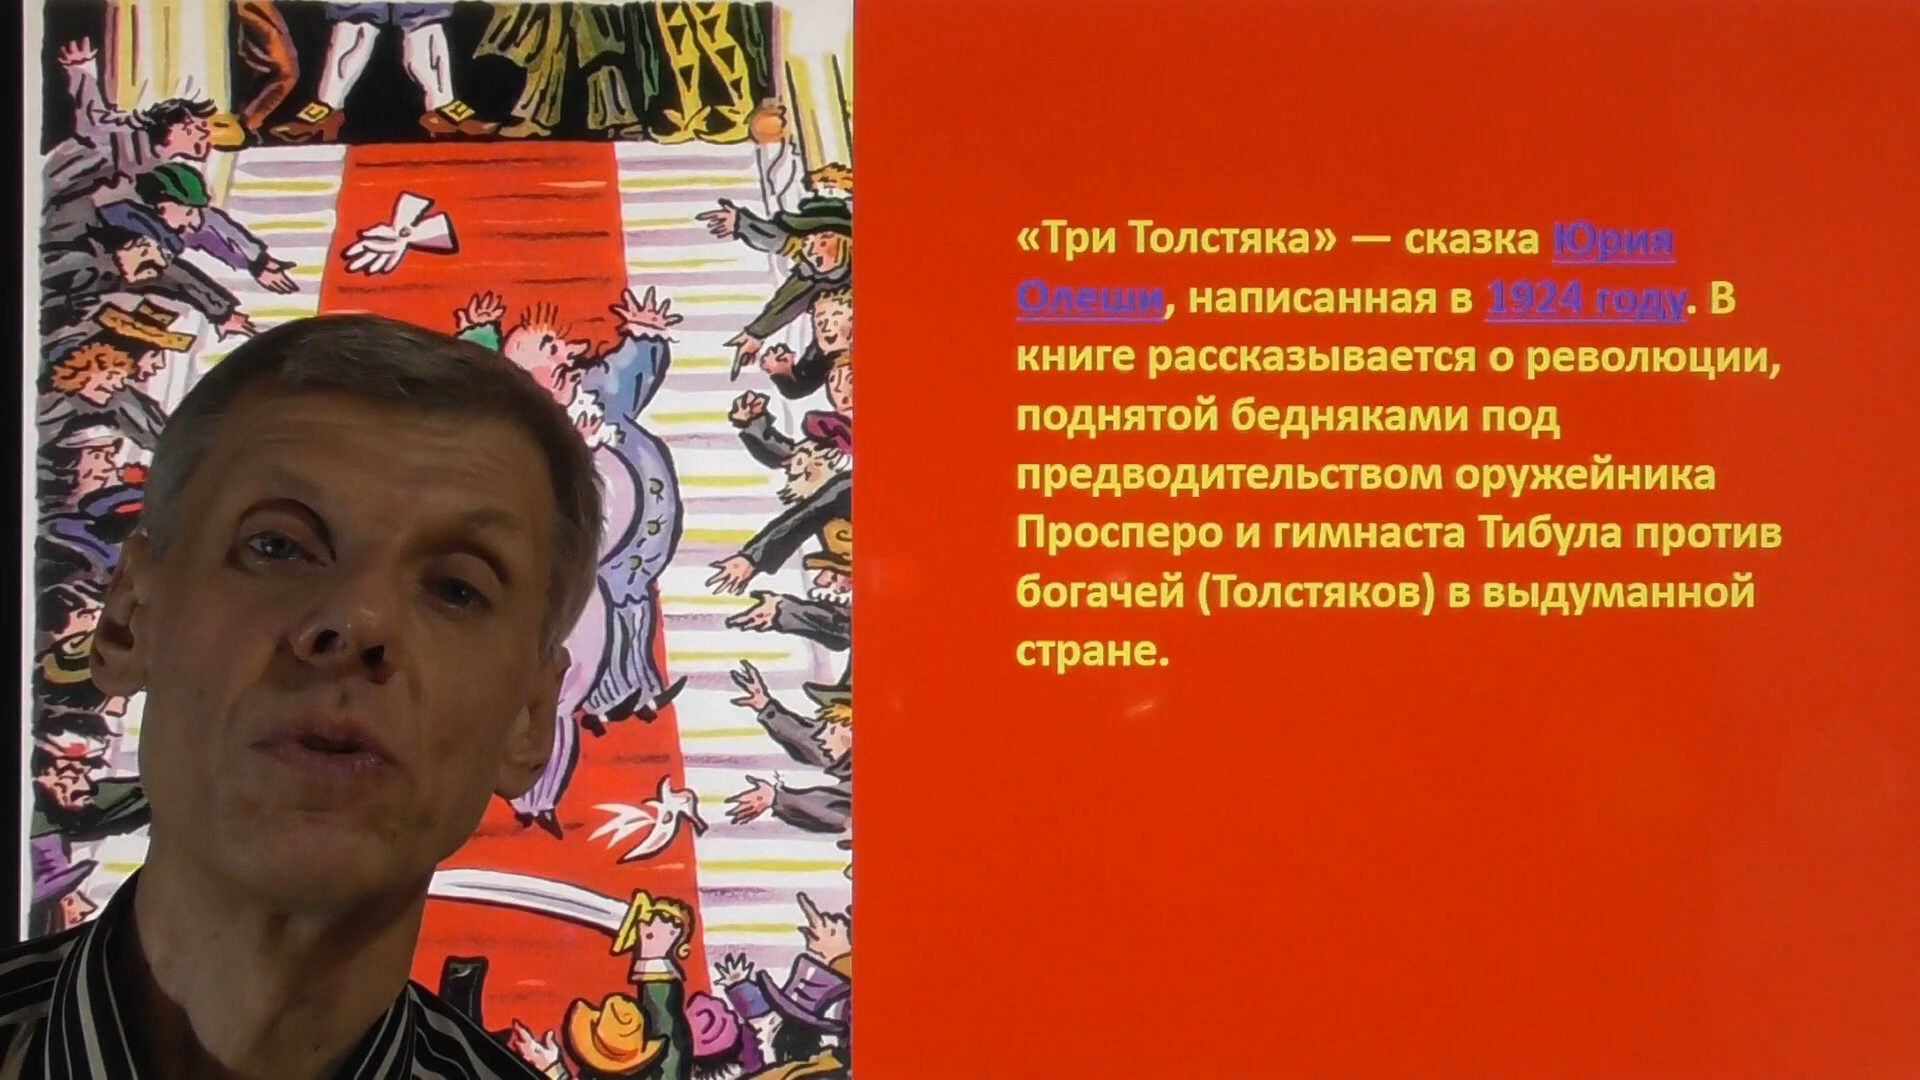 «Три Толстяка» — сказка Юрия
Олеши, написанная в 1924 году. В
книге рассказывается о революции,
поднятой бедняками под
предводительством оружейника
Просперо и гимнаста Тибула против
богачей (Толстяков) в выдуманной
стране.